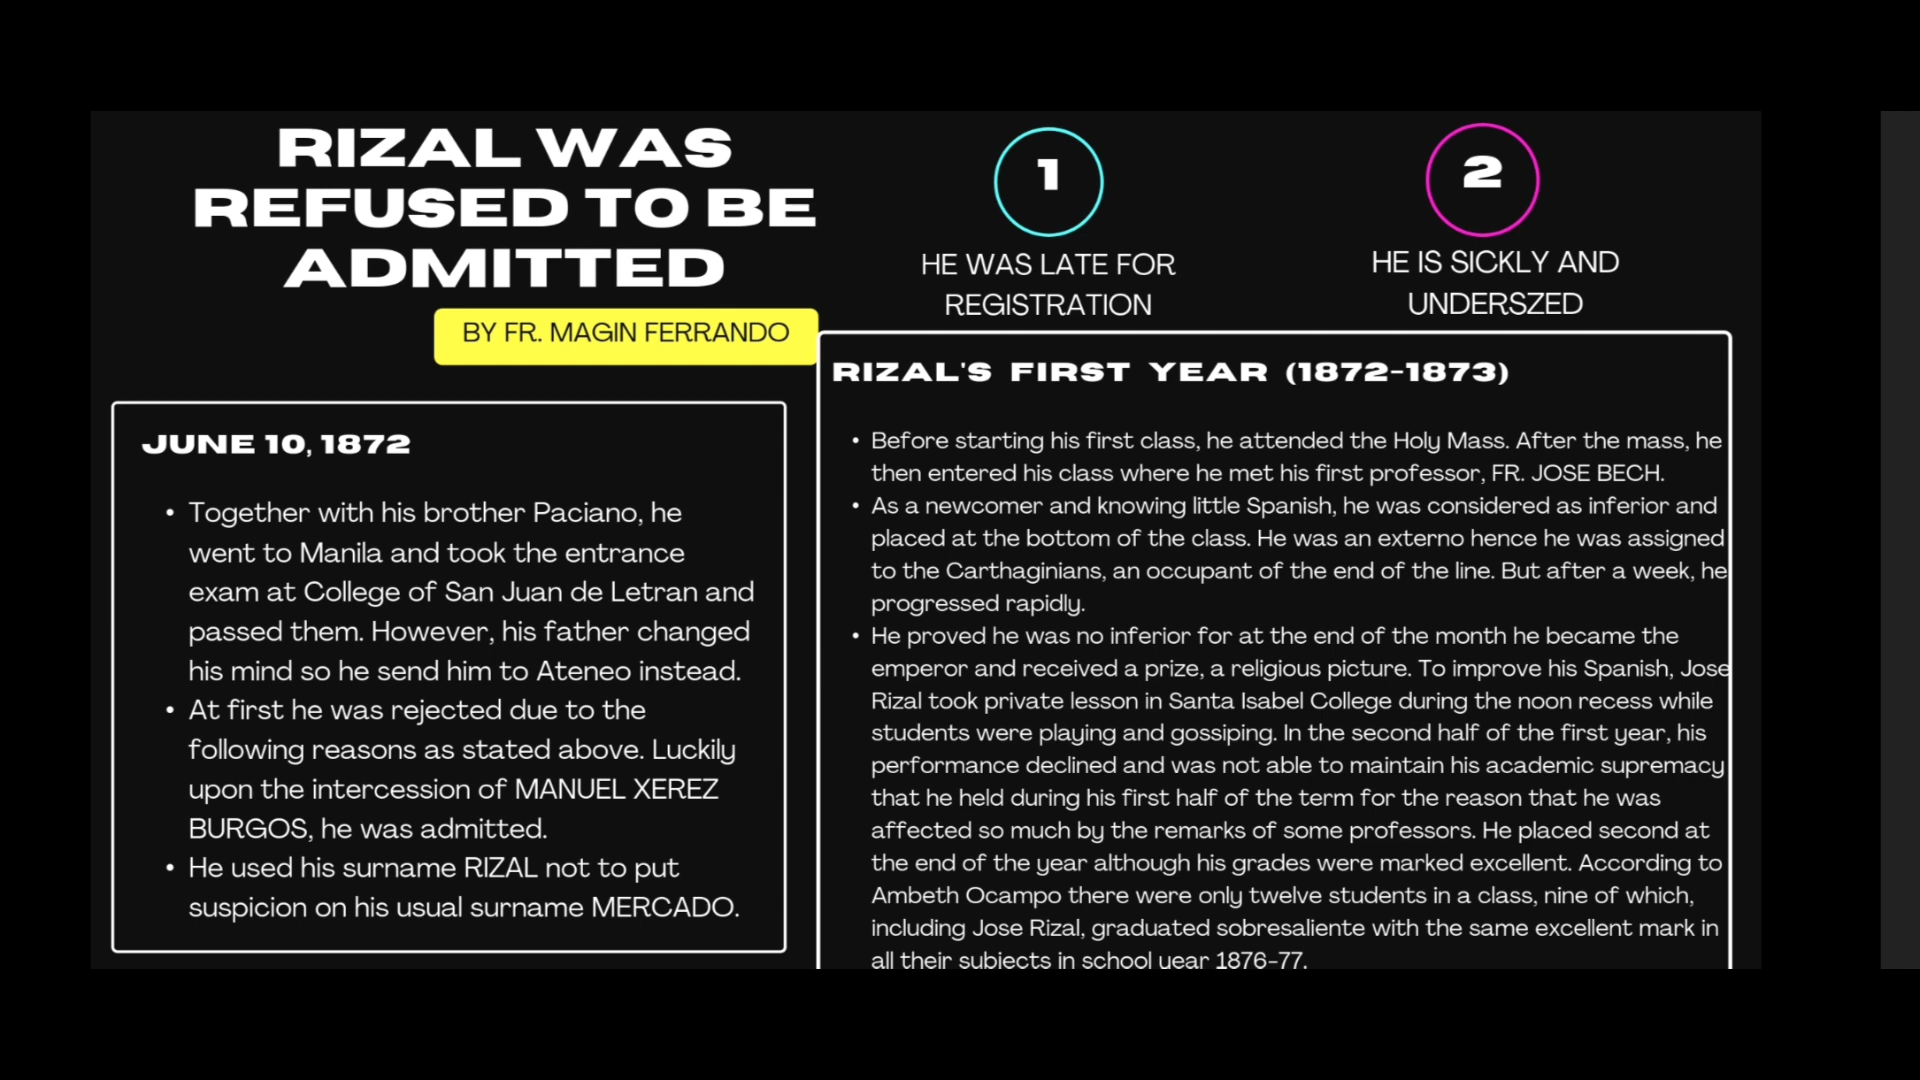 RIZAL WAS
REFUSED TO BE
ADMITTED
BY FR. MAGIN FERRANDO
1
HE WAS LATE FOR
REGISTRATION
2
HE IS SICKLY AND
UNDERSZED
JUNE 10, 1872
• Together with his brother Paciano, he
went to Manila and took the entrance
exam at College of San Juan de Letran and
passed them. However, his father changed
his mind so he send him to Ateneo instead.
• At first he was rejected due to the
following reasons as stated above. Luckily
upon the intercession of MANUEL XEREZ
BURGOS, he was admitted.
• He used his surname RIZAL not to put
suspicion on his usual surname MERCADO.
RIZAL'S FIRST YEAR (1872-1873)
• Before starting his first class, he attended the Holy Mass. After the mass, he
then entered his class where he met his first professor, FR. JOSE BECH.
• As a newcomer and knowing little Spanish, he was considered as inferior and
placed at the bottom of the class. He was an externo hence he was assigned
to the Carthaginians, an occupant of the end of the line. But after a week, he
progressed rapidly.
• He proved he was no inferior for at the end of the month he became the
emperor and received a prize, a religious picture. To improve his Spanish, Jose
Rizal took private lesson in Santa Isabel College during the noon recess while
students were playing and gossiping. In the second half of the first year, his
performance declined and was not able to maintain his academic supremacy
that he held during his first half of the term for the reason that he was
affected so much by the remarks of some professors. He placed second at
the end of the year although his grades were marked excellent. According to
Ambeth Ocampo there were only twelve students in a class, nine of which,
including Jose Rizal, graduated sobresaliente with the same excellent mark in
all their subjects in school year 1876-77.